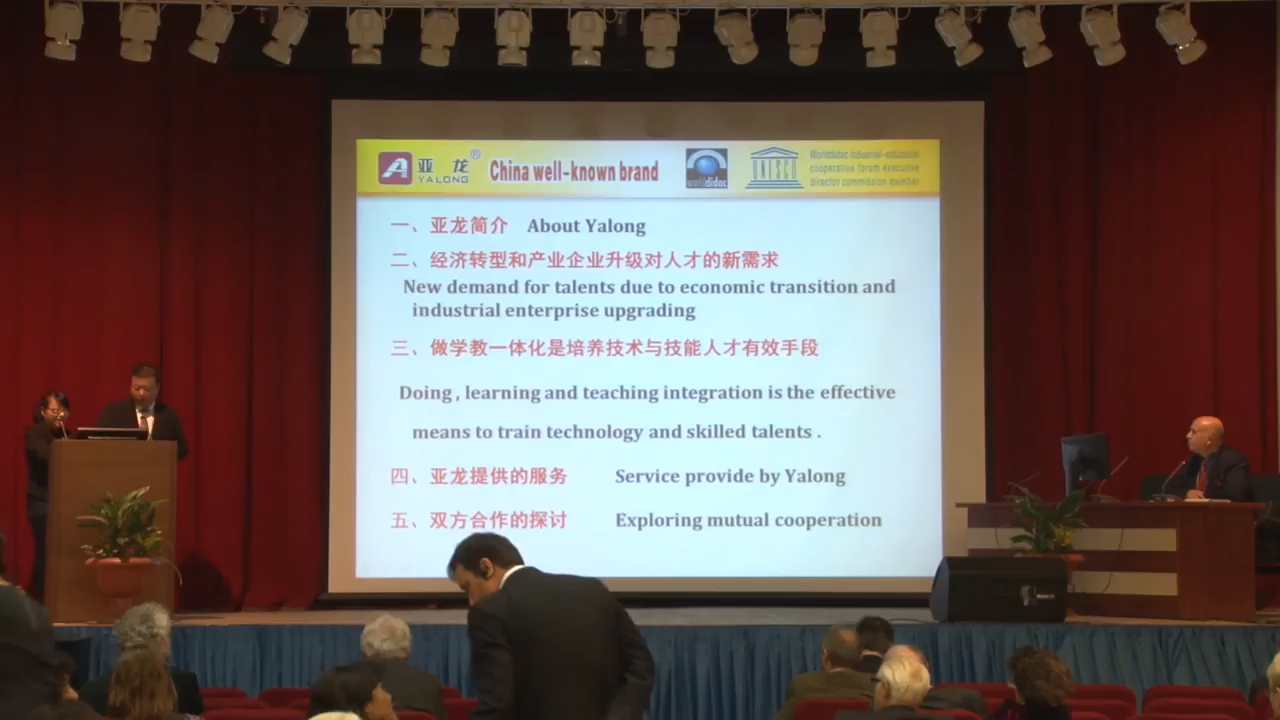 A 亚龙® YALONG
China well-known brand
worlddidac
UNESCO
Worlddidac industrial-education
cooperative forum executive
director commission member
一、亚龙简介 About Yalong
二、经济转型和产业企业升级对人才的新需求
New demand for talents due to economic transition and
industrial enterprise upgrading
三、做学教一体化是培养技术与技能人才有效手段
Doing , learning and teaching integration is the effective
means to train technology and skilled talents .
四、亚龙提供的服务 Service provide by Yalong
五、双方合作的探讨 Exploring mutual cooperation